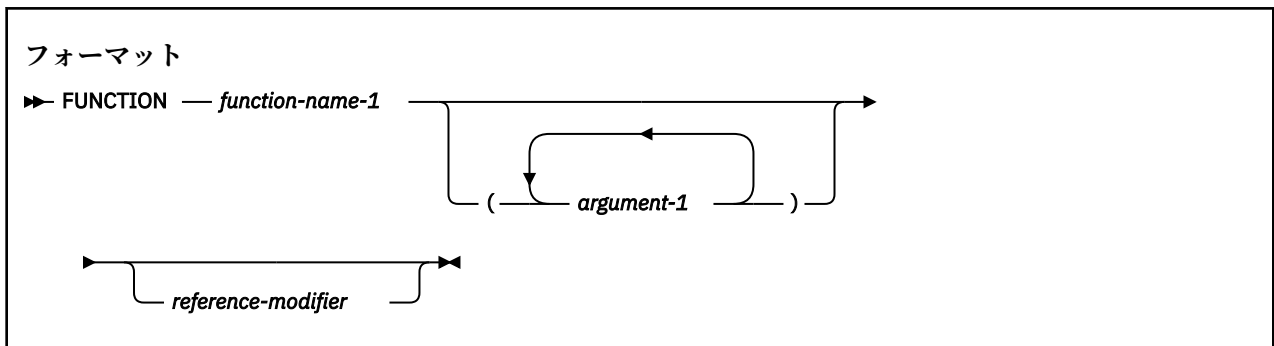 フォーマット
FUNCTION function-name-1
( argument-1 )
reference-modifier